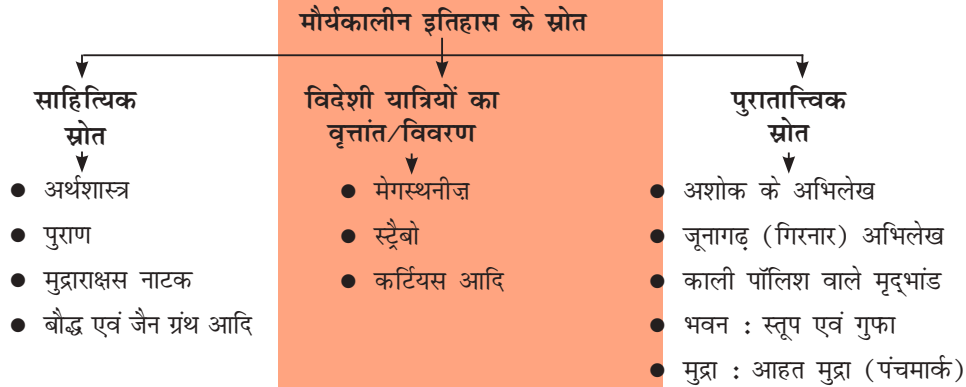 मौर्यकालीन इतिहास के स्रोत
साहित्यिक
स्रोत
● अर्थशास्त्र
● पुराण
● मुद्राराक्षस नाटक
● बौद्ध एवं जैन ग्रंथ आदि
विदेशी यात्रियों का
वृत्तांत/विवरण
● मेगस्थनीज़
● स्ट्रैबो
● कर्टियस आदि
पुरातात्त्विक
स्रोत
● अशोक के अभिलेख
● जूनागढ़ (गिरनार) अभिलेख
● काली पॉलिश वाले मृद्भांड
● भवन : स्तूप एवं गुफा
● मुद्रा : आहत मुद्रा (पंचमार्क)